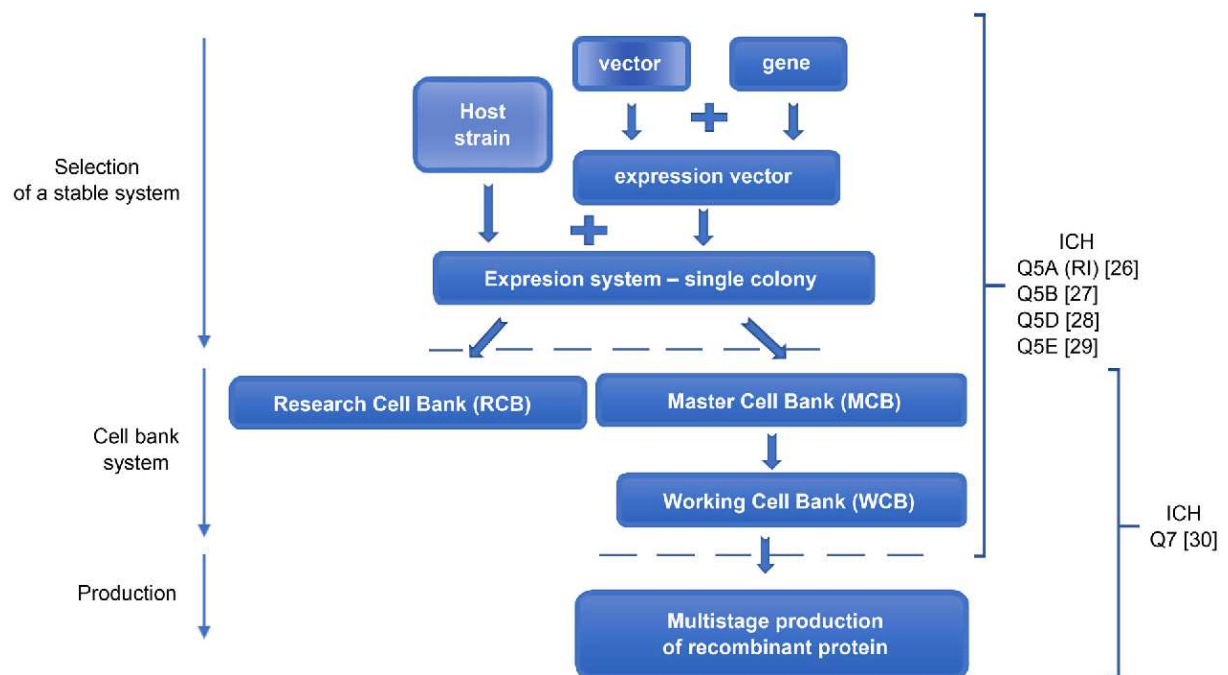 vector
gene
Host
strain
Selection
of a stable system
expression vector
Expresion system – single colony
ICH
Q5A (RI) [26]
Q5B [27]
Q5D [28]
Q5E [29]
Research Cell Bank (RCB)
Master Cell Bank (MCB)
Cell bank
system
Working Cell Bank (WCB)
ICH
Q7 [30]
Production
Multistage production
of recombinant protein